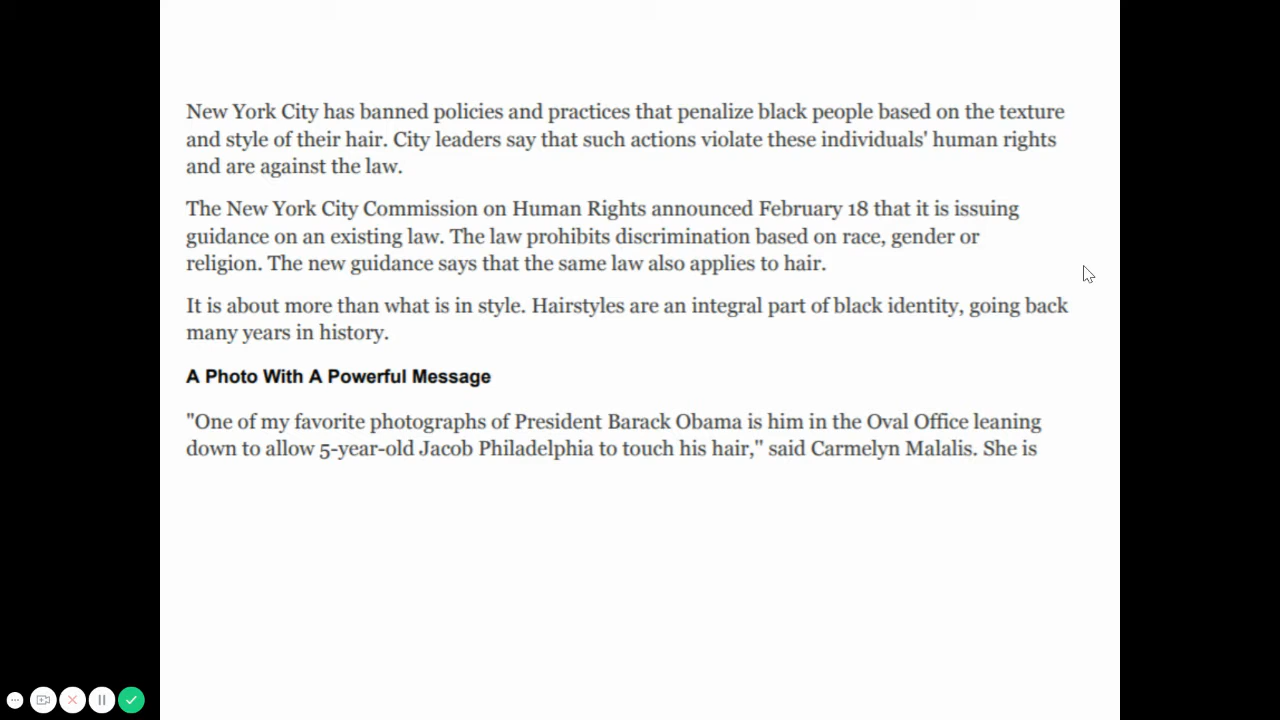 New York City has banned policies and practices that penalize black people based on the texture
and style of their hair. City leaders say that such actions violate these individuals' human rights
and are against the law.
The New York City Commission on Human Rights announced February 18 that it is issuing
guidance on an existing law. The law prohibits discrimination based on race, gender or
religion. The new guidance says that the same law also applies to hair.
It is about more than what is in style. Hairstyles are an integral part of black identity, going back
many years in history.
A Photo With A Powerful Message
"One of my favorite photographs of President Barack Obama is him in the Oval Office leaning
down to allow 5-year-old Jacob Philadelphia to touch his hair," said Carmelyn Malalis. She is